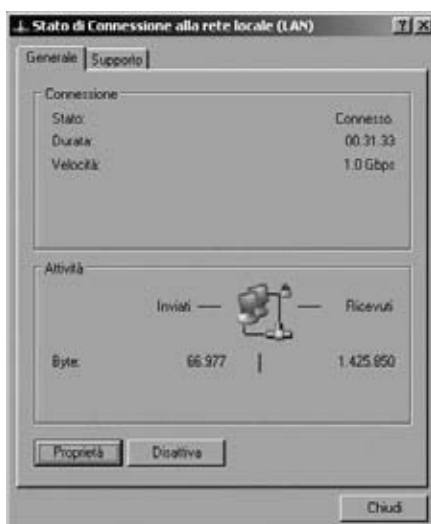 Stato di Connessione alla rete locale (LAN)
Generale Supporto
Connessione
Stato: Connesso
Durata: 00.31.33
Velocità: 1.0 Gbps
Attività
Inviati — — Ricevuti
Byte: 66.977 | 1.425.850
Proprietà Disattiva
Chiudi